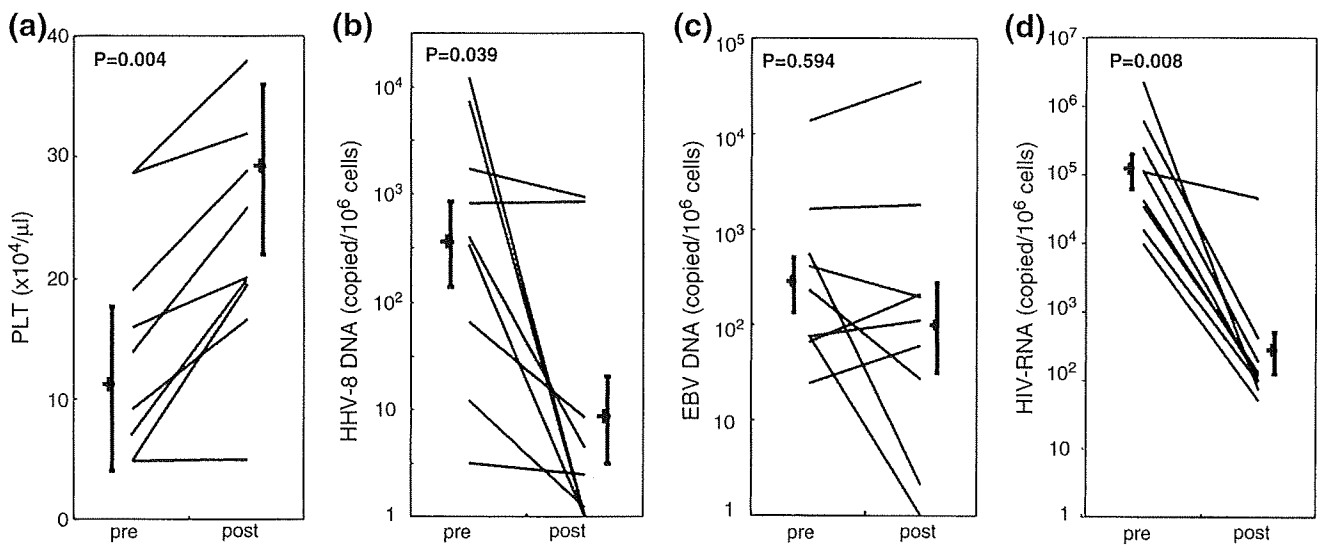 (a)
P=0.004
PLT (x10⁴/μl)
40
30
20
10
0
pre
post
(b)
P=0.039
HHV-8 DNA (copied/10⁶ cells)
10⁴
10³
10²
10
1
pre
post
(c)
P=0.594
EBV DNA (copied/10⁶ cells)
10⁵
10⁴
10³
10²
10
1
pre
post
(d)
P=0.008
HIV-RNA (copied/10⁶ cells)
10⁷
10⁶
10⁵
10⁴
10³
10²
10
1
pre
post